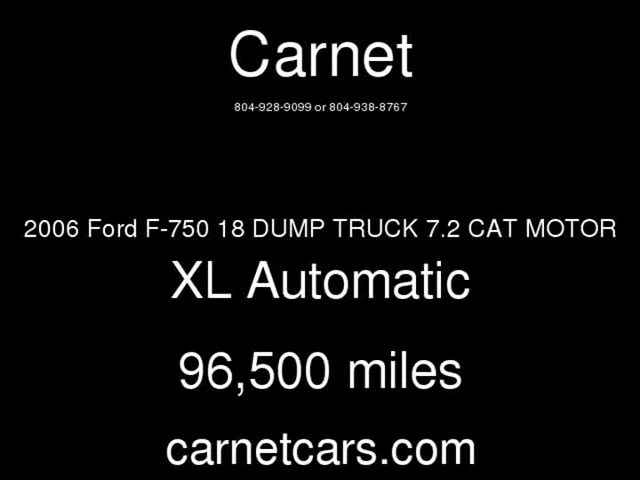 Carnet
804-928-9099 or 804-938-8767
2006 Ford F-750 18 DUMP TRUCK 7.2 CAT MOTOR
XL Automatic
96,500 miles
carnetcars.com